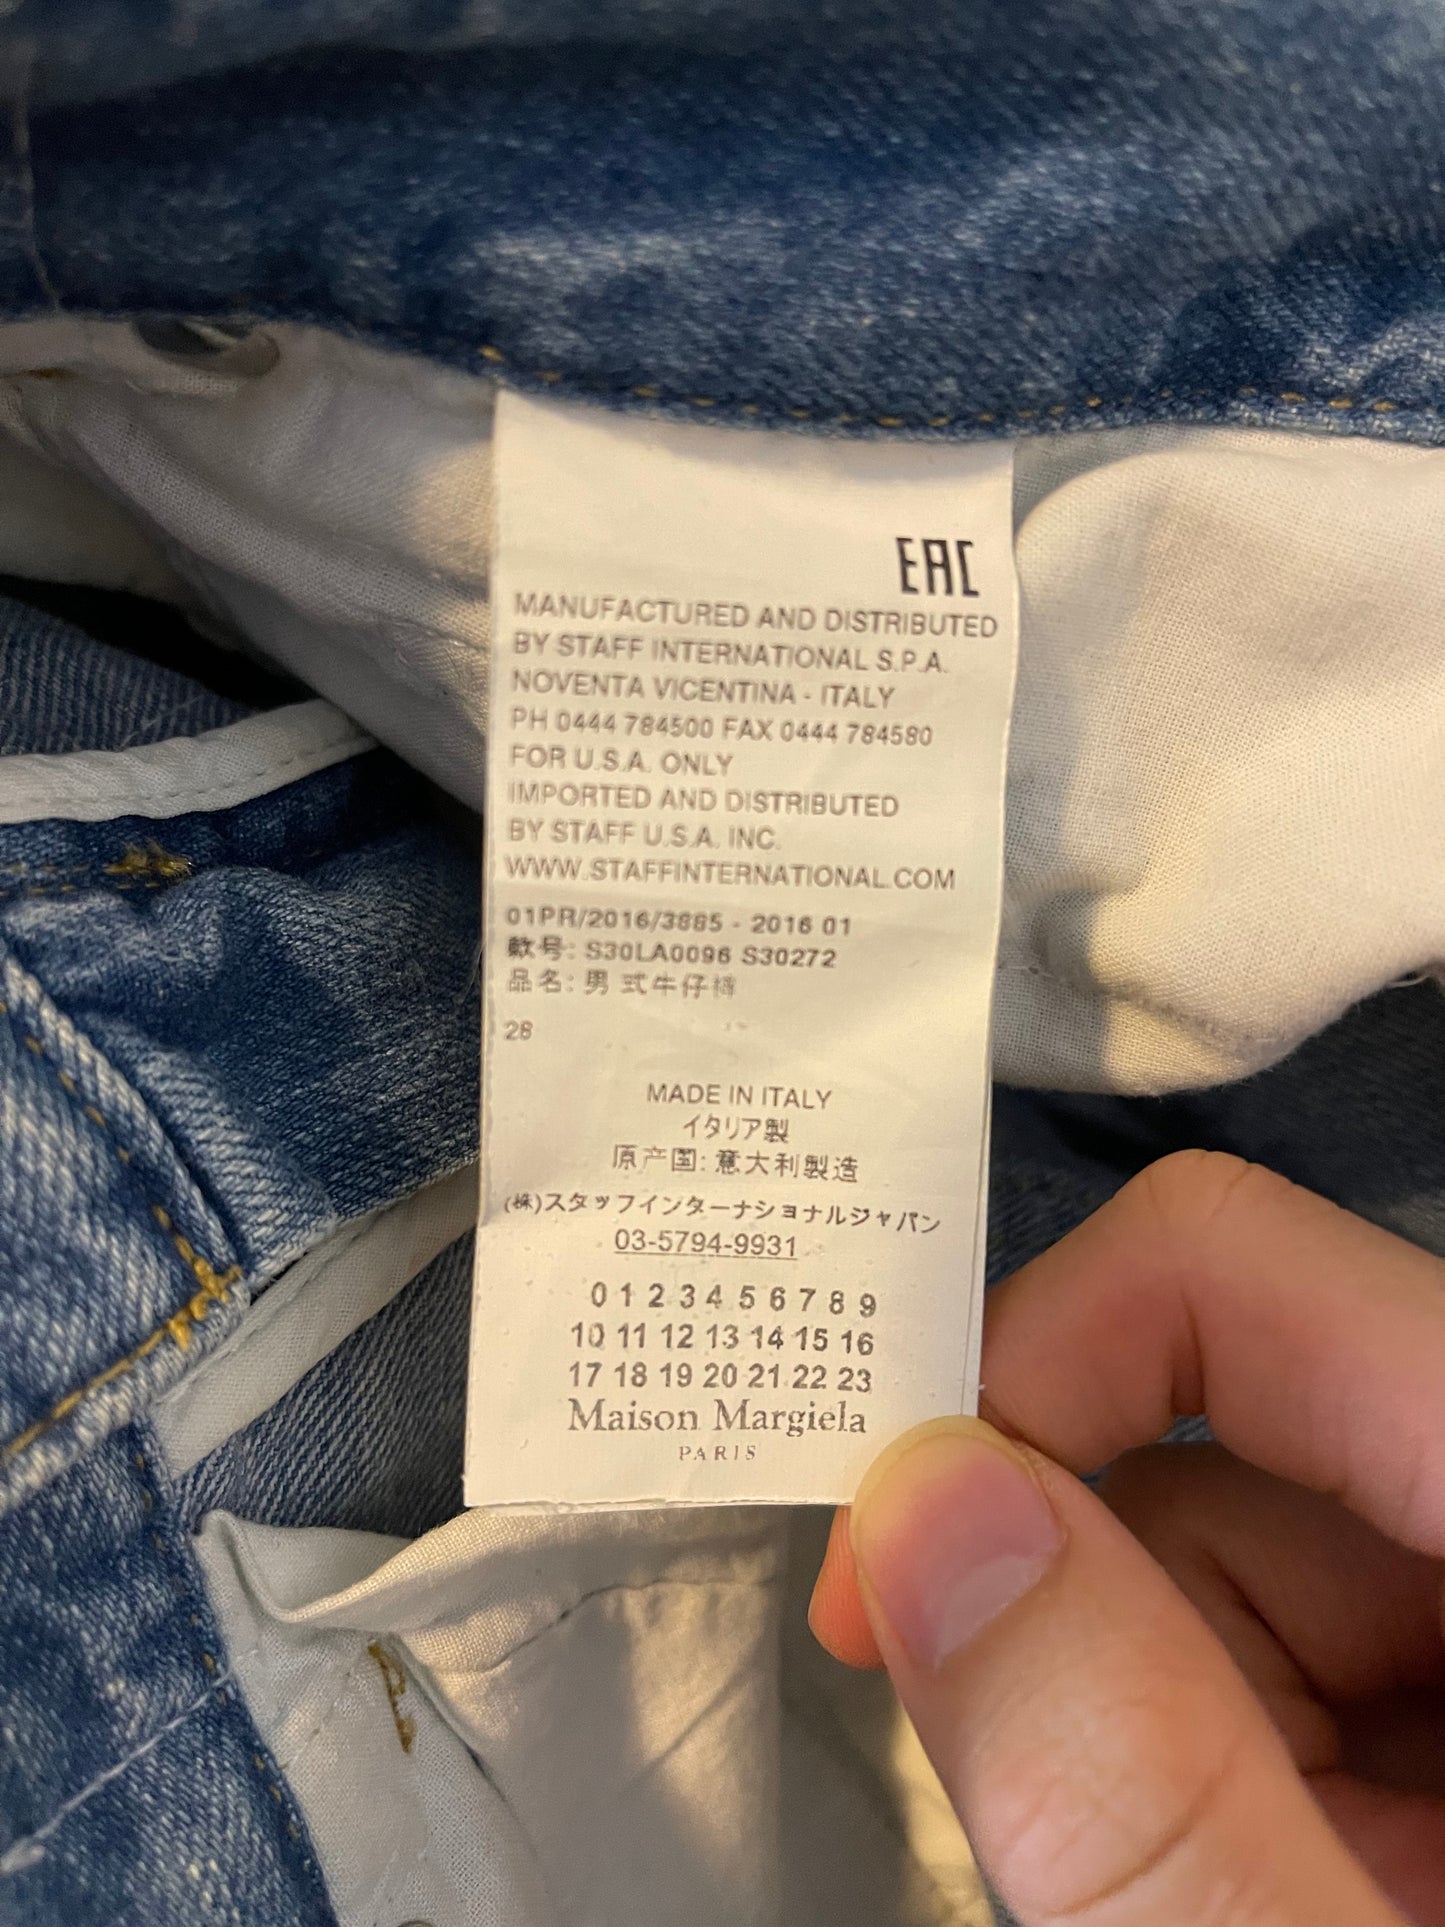 EAC
MANUFACTURED AND DISTRIBUTED
BY STAFF INTERNATIONAL S.P.A.
NOVENTA VICENTINA - ITALY
PH 0444 784500 FAX 0444 784580
FOR U.S.A. ONLY
IMPORTED AND DISTRIBUTED
BY STAFF U.S.A. INC.
WWW.STAFFINTERNATIONAL.COM
01PR/2016/3885 - 2016 01
款号: S30LA0096 S30272
品名: 男 式牛仔裤
28
MADE IN ITALY
イタリア製
原产国: 意大利製造
(株)スタッフインターナショナルジャパン
03-5794-9931
0 1 2 3 4 5 6 7 8 9
10 11 12 13 14 15 16
17 18 19 20 21 22 23
Maison Margiela
PARIS